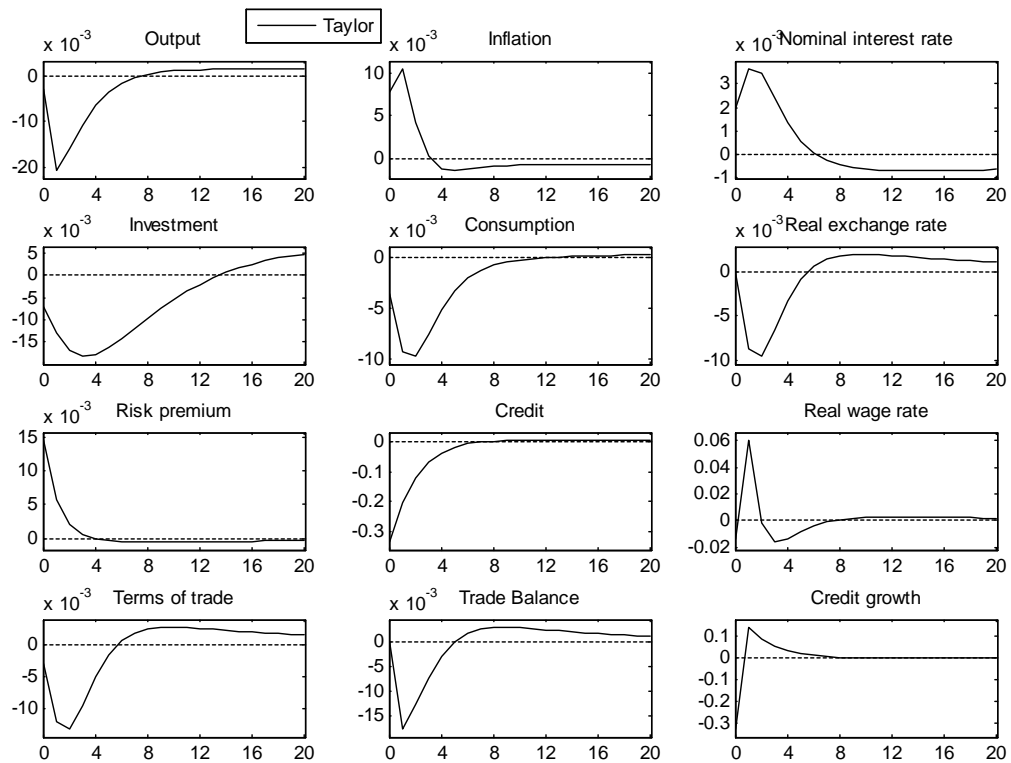 Taylor
x 10^-3
Output
0
-10
-20
0 4 8 12 16 20
x 10^-3
Inflation
10
5
0
0 4 8 12 16 20
x 10^-3
Nominal interest rate
3
2
1
0
-1
0 4 8 12 16 20
x 10^-3
Investment
5
0
-5
-10
-15
0 4 8 12 16 20
x 10^-3
Consumption
0
-5
-10
0 4 8 12 16 20
x 10^-3
Real exchange rate
0
-5
-10
0 4 8 12 16 20
x 10^-3
Risk premium
15
10
5
0
0 4 8 12 16 20
Credit
0
-0.1
-0.2
-0.3
0 4 8 12 16 20
Real wage rate
0.06
0.04
0.02
0
-0.02
0 4 8 12 16 20
x 10^-3
Terms of trade
0
-5
-10
0 4 8 12 16 20
x 10^-3
Trade Balance
0
-5
-10
-15
0 4 8 12 16 20
Credit growth
0.1
0
-0.1
-0.2
-0.3
0 4 8 12 16 20